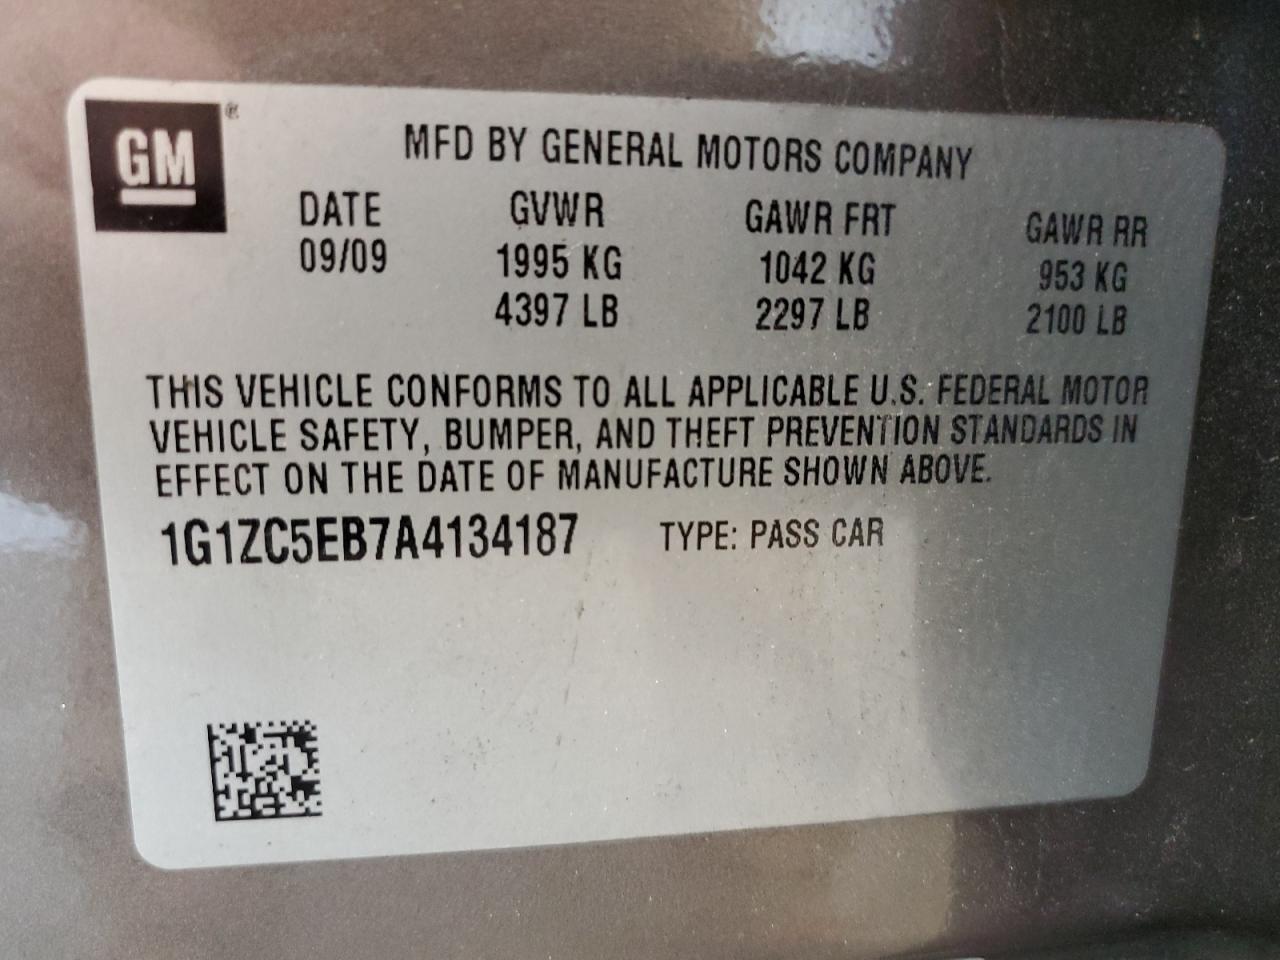 GM ®
MFD BY GENERAL MOTORS COMPANY
DATE GVWR GAWR FRT GAWR RR
09/09 1995 KG 1042 KG 953 KG
4397 LB 2297 LB 2100 LB
THIS VEHICLE CONFORMS TO ALL APPLICABLE U.S. FEDERAL MOTOR
VEHICLE SAFETY, BUMPER, AND THEFT PREVENTION STANDARDS IN
EFFECT ON THE DATE OF MANUFACTURE SHOWN ABOVE.
1G1ZC5EB7A4134187 TYPE: PASS CAR